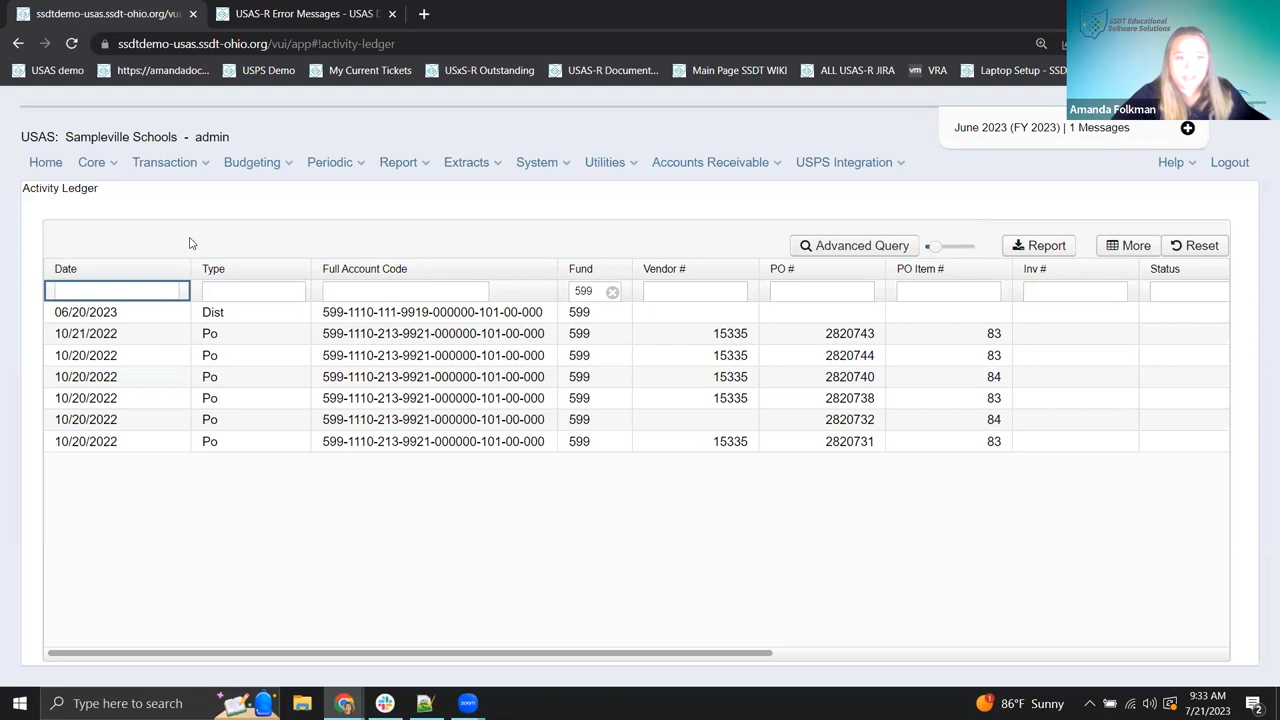 ssdtdemo-usas.ssdt-ohio.org/vui
USAS-R Error Messages - USAS D
SSDT Educational
Software Solutions
ssdtdemo-usas.ssdt-ohio.org/vui/app#!activity-ledger
USAS demo
https://amandadoc...
USPS Demo
My Current Tickets
USxS-R Outstanding
USAS-R Document...
Main Page SSDT WIKI
ALL USAS-R JIRA
vm VRA
Laptop Setup - SSD
Amanda Folkman
USAS: Sampleville Schools - admin
June 2023 (FY 2023) | 1 Messages
Home Core Transaction Budgeting Periodic Report Extracts System Utilities Accounts Receivable USPS Integration Help Logout
Activity Ledger
Advanced Query Report More Reset
Date Type Full Account Code Fund Vendor # PO # PO Item # Inv # Status
599
06/20/2023 Dist 599-1110-111-9919-000000-101-00-000 599
10/21/2022 Po 599-1110-213-9921-000000-101-00-000 599 15335 2820743 83
10/20/2022 Po 599-1110-213-9921-000000-101-00-000 599 15335 2820744 83
10/20/2022 Po 599-1110-213-9921-000000-101-00-000 599 15335 2820740 84
10/20/2022 Po 599-1110-213-9921-000000-101-00-000 599 15335 2820738 83
10/20/2022 Po 599-1110-213-9921-000000-101-00-000 599 2820732 84
10/20/2022 Po 599-1110-213-9921-000000-101-00-000 599 15335 2820731 83
Type here to search
86°F Sunny
9:33 AM
7/21/2023
2